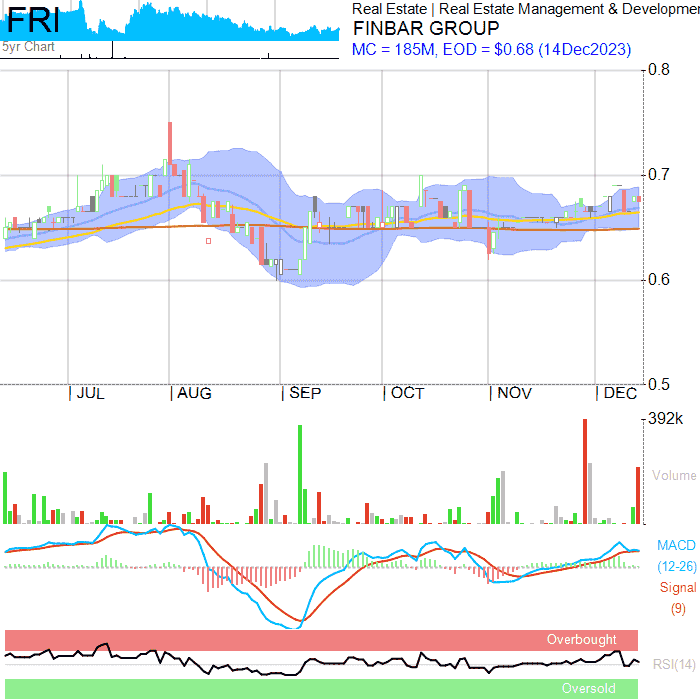 FRI
5yr Chart
Real Estate | Real Estate Management & Developmen
FINBAR GROUP
MC = 185M, EOD = $0.68 (14Dec2023)
0.8
0.7
0.6
0.5
| JUL | AUG | SEP | OCT | NOV | DEC
392k
Volume
MACD
(12-26)
Signal
(9)
Overbought
RSI(14)
Oversold